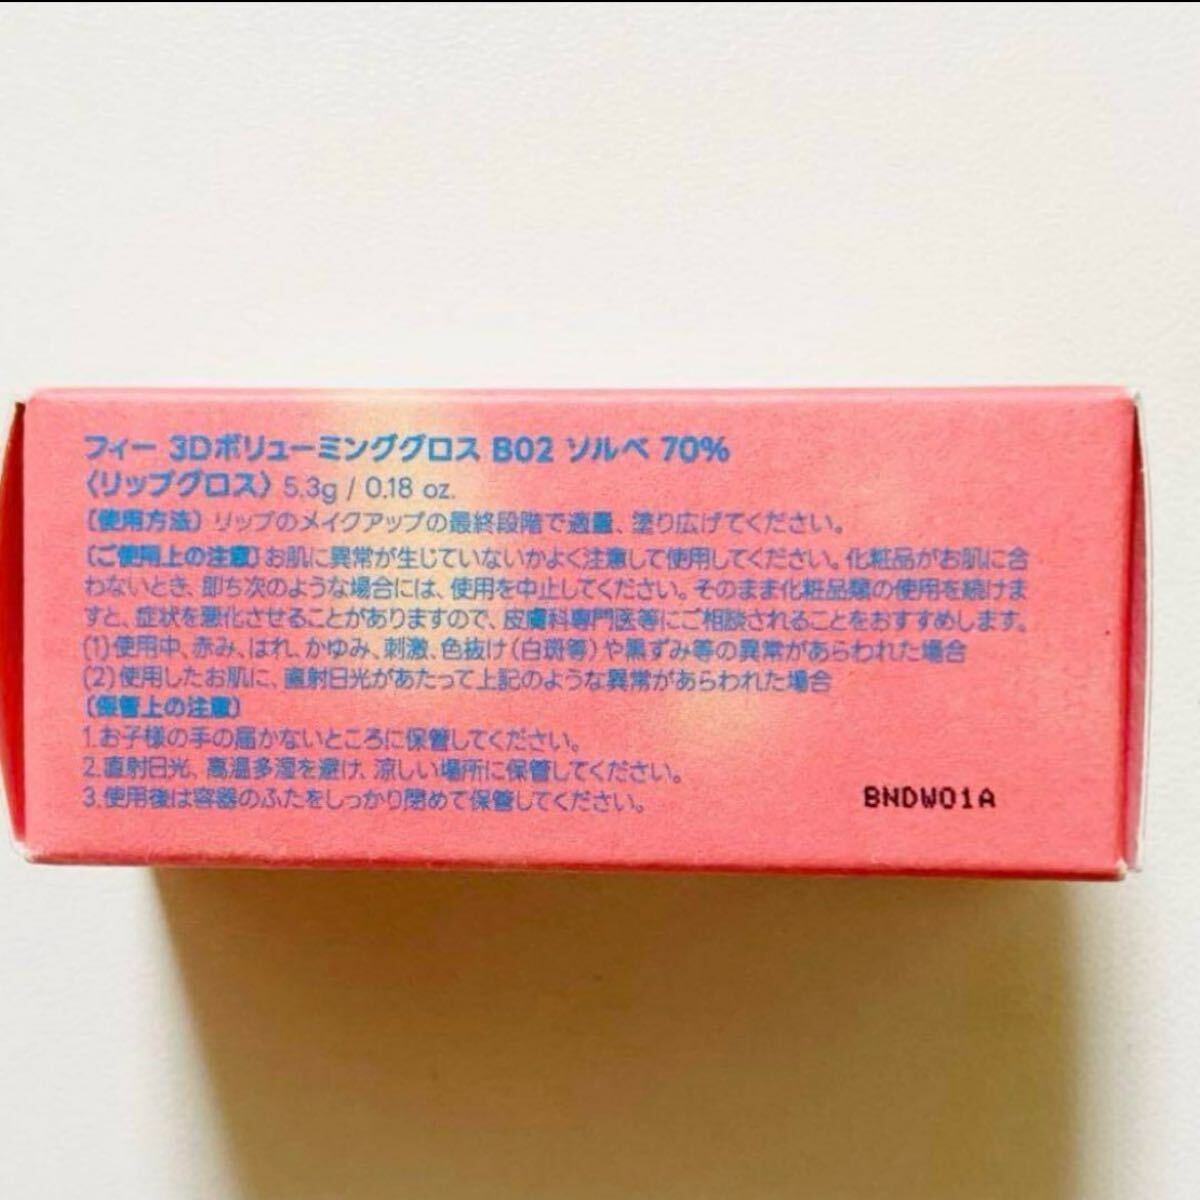 フィー 3Dボリューミンググロス B02 ソルベ 70%
〈リップグロス〉 5.3g / 0.18 oz.
〔使用方法〕リップのメイクアップの最終段階で適量、塗り広げてください。
〔ご使用上の注意〕お肌に異常が生じていないかよく注意して使用してください。化粧品がお肌に合
わないとき、即ち次のような場合には、使用を中止してください。そのまま化粧品類の使用を続けま
すと、症状を悪化させることがありますので、皮膚科専門医等にご相談されることをおすすめします。
(1)使用中、赤み、はれ、かゆみ、刺激、色抜け(白斑等)や黒ずみ等の異常があらわれた場合
(2)使用したお肌に、直射日光があたって上記のような異常があらわれた場合
〔保管上の注意〕
1.お子様の手の届かないところに保管してください。
2.直射日光、高温多湿を避け、涼しい場所に保管してください。
3.使用後は容器のふたをしっかり閉めて保管してください。
BNDW01A